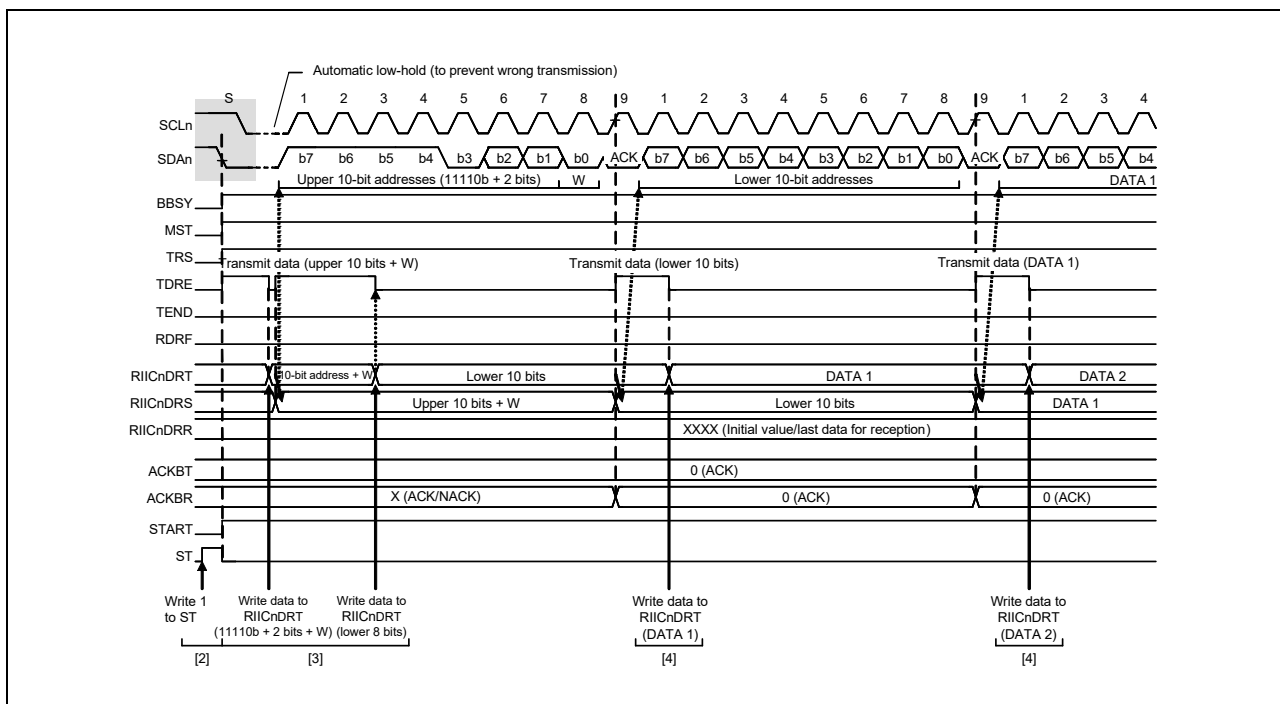 Automatic low-hold (to prevent wrong transmission)
S 1 2 3 4 5 6 7 8 9 1 2 3 4 5 6 7 8 9 1 2 3 4
SCLn
SDAn b7 b6 b5 b4 b3 b2 b1 b0 ACK b7 b6 b5 b4 b3 b2 b1 b0 ACK b7 b6 b5 b4
Upper 10-bit addresses (11110b + 2 bits) W Lower 10-bit addresses DATA 1
BBSY
MST
TRS
Transmit data (upper 10 bits + W) Transmit data (lower 10 bits) Transmit data (DATA 1)
TDRE
TEND
RDRF
RIICnDRT 10-bit address + W Lower 10 bits DATA 1 DATA 2
RIICnDRS Upper 10 bits + W Lower 10 bits DATA 1
RIICnDRR XXXX (Initial value/last data for reception)
ACKBT 0 (ACK)
ACKBR X (ACK/NACK) 0 (ACK) 0 (ACK)
START
ST
Write 1 Write data to Write data to Write data to Write data to
to ST RIICnDRT RIICnDRT RIICnDRT RIICnDRT
(11110b + 2 bits + W) (lower 8 bits) (DATA 1) (DATA 2)
[2] [3] [4] [4]